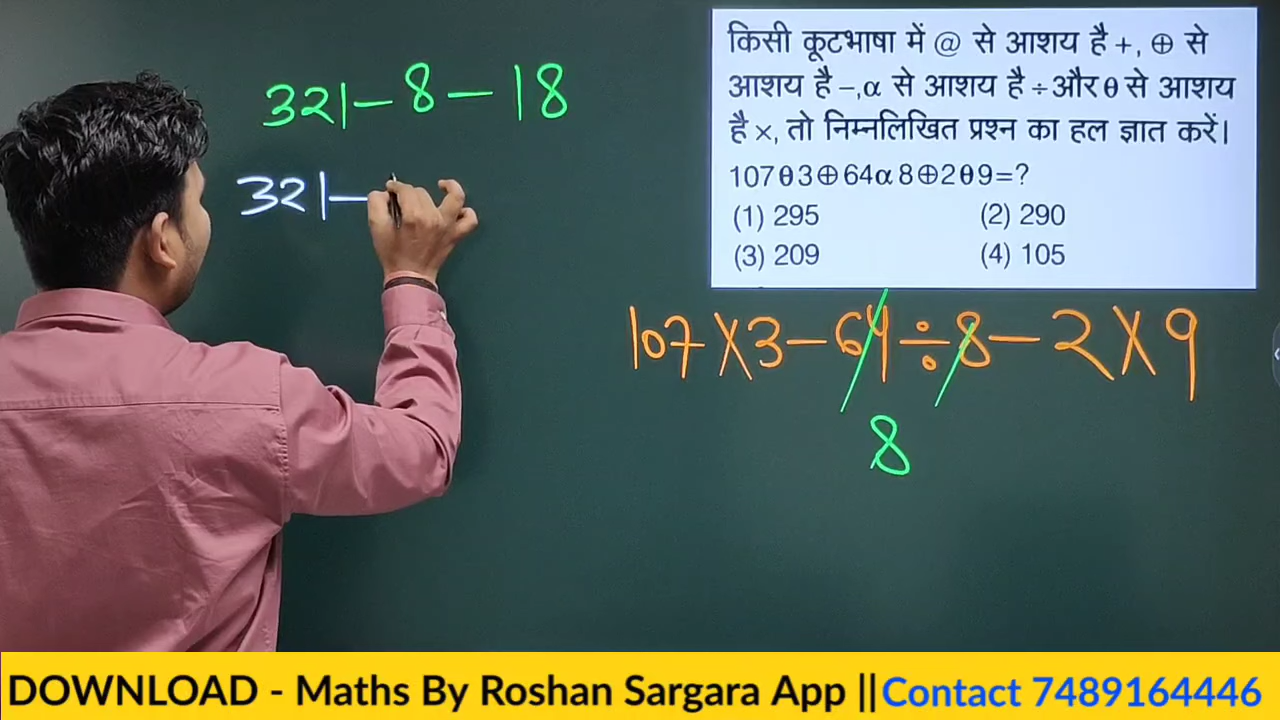 321-8-18
321-
किसी कूटभाषा में @ से आशय है +, ⊕ से
आशय है –,α से आशय है ÷ और θ से आशय
है ×, तो निम्नलिखित प्रश्न का हल ज्ञात करें।
107θ3⊕64α8⊕2θ9=?
(1) 295 (2) 290
(3) 209 (4) 105
107×3-64÷8-2×9
8
DOWNLOAD - Maths By Roshan Sargara App ||Contact 7489164446